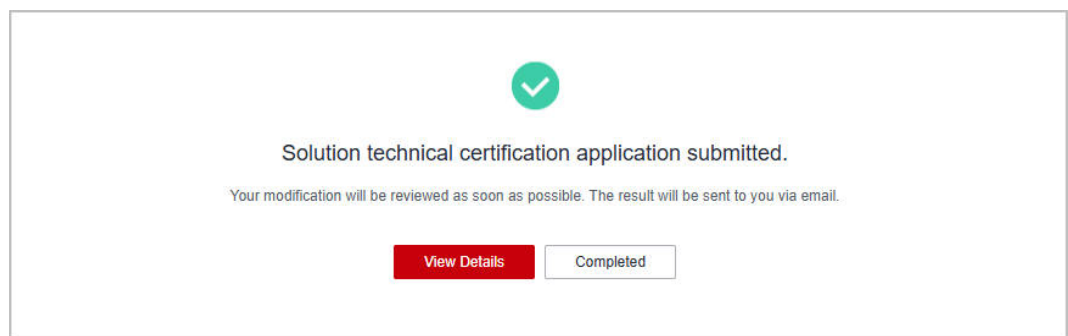 Solution technical certification application submitted.
Your modification will be reviewed as soon as possible. The result will be sent to you via email.
View Details
Completed